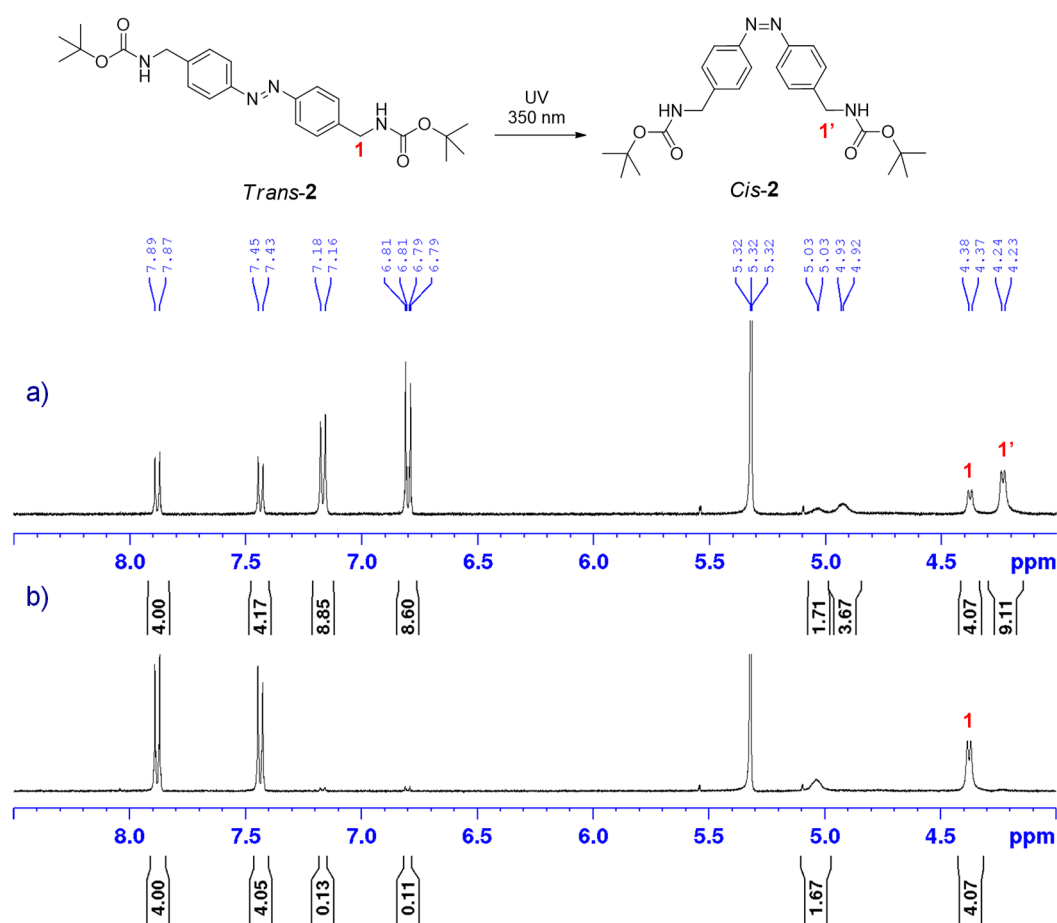 O
O
N
H
N
N
H
N
O
O
1
Trans-2
UV
350 nm
N=N
HN
O
O
NH
1’
O
O
Cis-2
7.89
7.87
7.45
7.43
7.18
7.16
6.81
6.81
6.79
6.79
5.32
5.32
5.32
5.03
5.03
4.93
4.92
4.38
4.37
4.24
4.23
a)
1
1’
8.0 7.5 7.0 6.5 6.0 5.5 5.0 4.5 ppm
4.00 4.17 8.85 8.60 1.71 3.67 4.07 9.11
b)
1
8.0 7.5 7.0 6.5 6.0 5.5 5.0 4.5 ppm
4.00 4.05 0.13 0.11 1.67 4.07